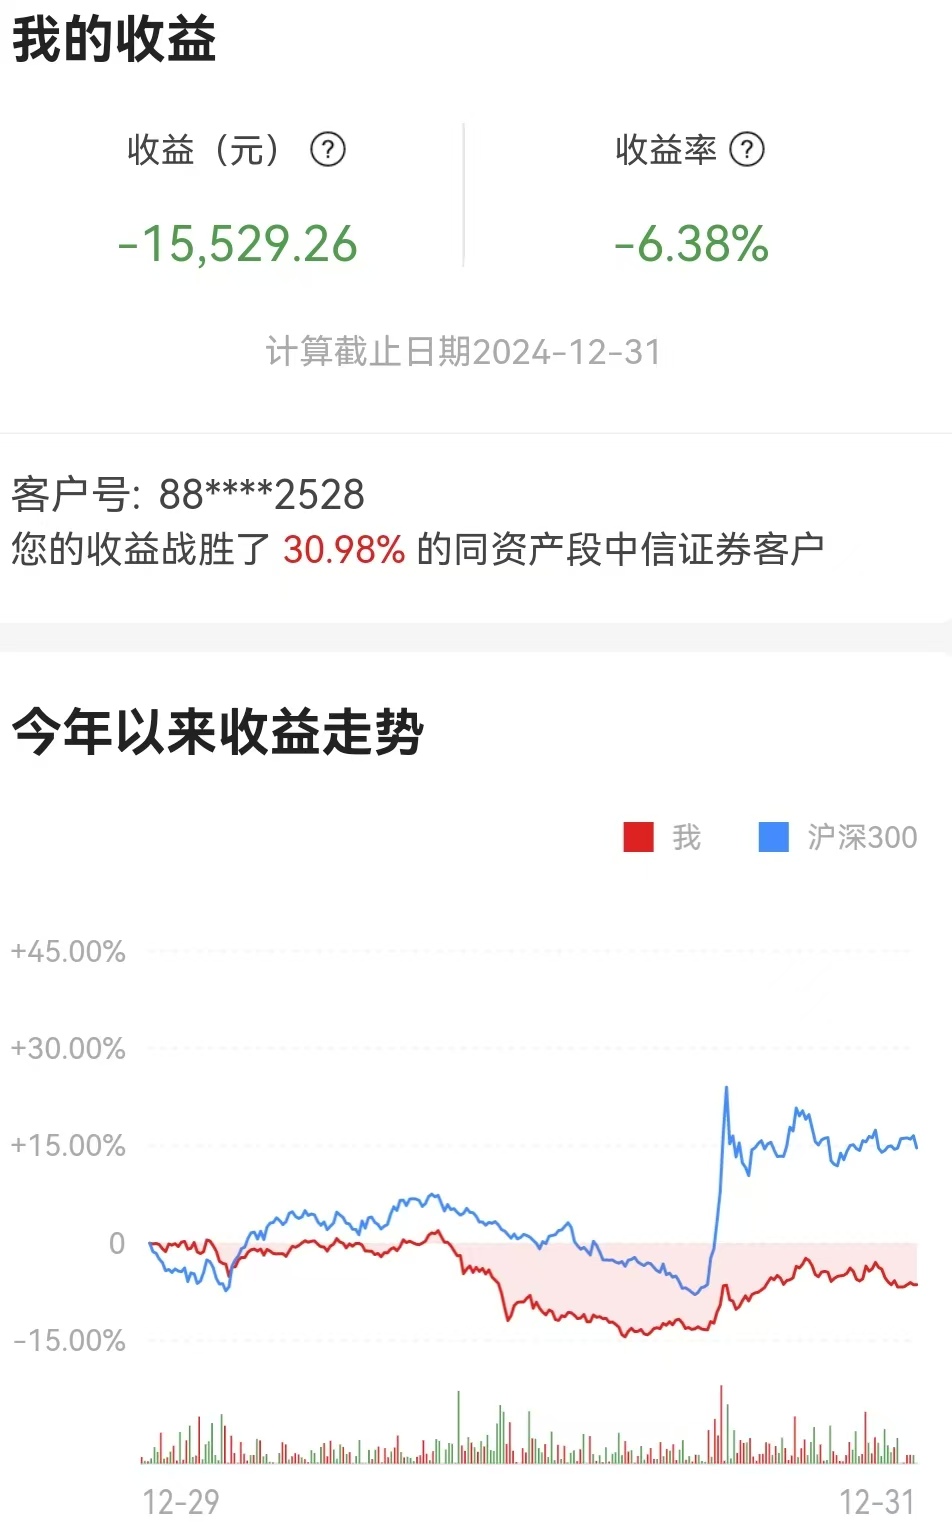 我的收益
收益（元） ?
收益率 ?
-15,529.26
-6.38%
计算截止日期2024-12-31
客户号: 88****2528
您的收益战胜了 30.98% 的同资产段中信证券客户
今年以来收益走势
我
沪深300
+45.00%
+30.00%
+15.00%
0
-15.00%
12-29
12-31